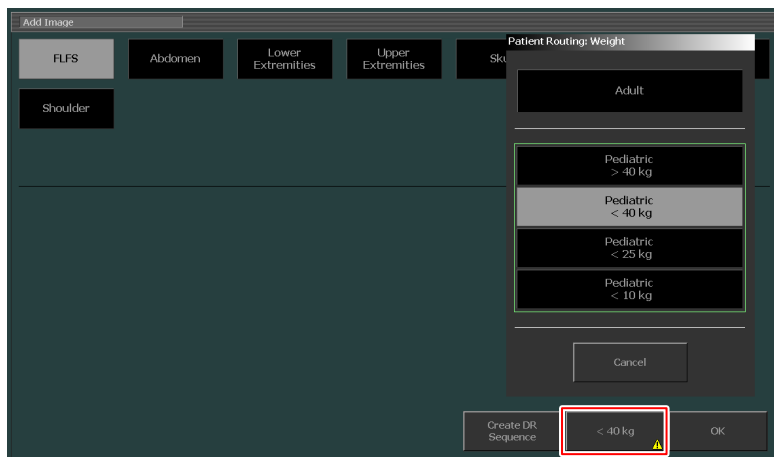 Add Image
FLFS
Abdomen
Lower
Extremities
Upper
Extremities
Shoulder
Patient Routing: Weight
Adult
Pediatric
> 40 kg
Pediatric
< 40 kg
Pediatric
< 25 kg
Pediatric
< 10 kg
Cancel
Create DR
Sequence
< 40 kg
OK